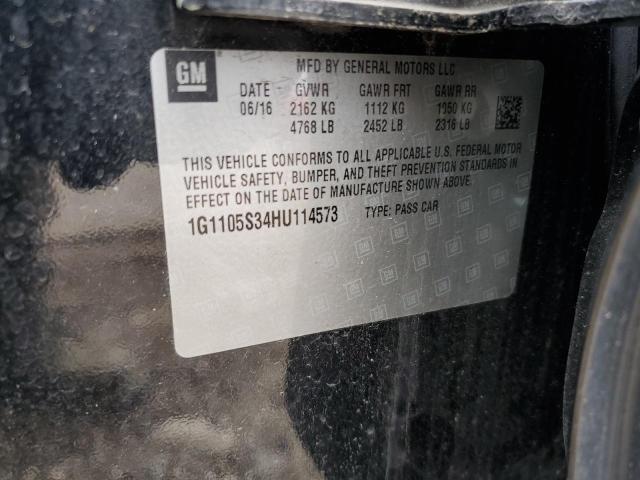 GM
MFD BY GENERAL MOTORS LLC
DATE GVWR GAWR FRT GAWR RR
06/16 2162 KG 1112 KG 1050 KG
4768 LB 2452 LB 2316 LB
THIS VEHICLE CONFORMS TO ALL APPLICABLE U.S. FEDERAL MOTOR
VEHICLE SAFETY, BUMPER, AND THEFT PREVENTION STANDARDS IN
EFFECT ON THE DATE OF MANUFACTURE SHOWN ABOVE.
1G1105S34HU114573 TYPE: PASS CAR